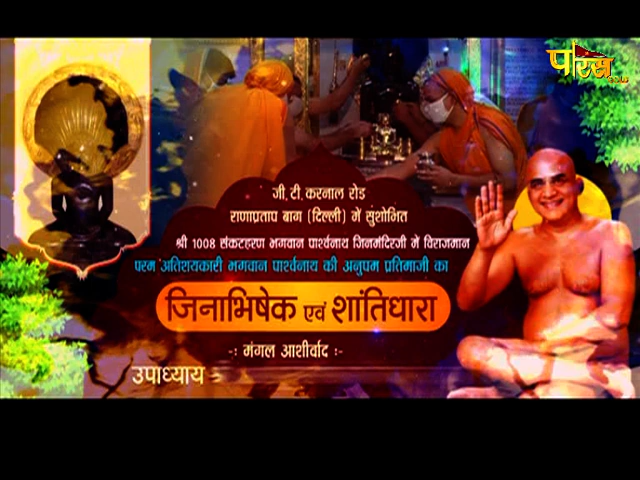 पारस
GOLD
जी. टी. करनाल रोड
राणाप्रताप बाग (दिल्ली) में सुशोभित
श्री 1008 संकटहरण भगवान पार्श्वनाथ जिनमंदिरजी में विराजमान
परम अतिशयकारी भगवान पार्श्वनाथ की अनुपम प्रतिमाजी का
जिनाभिषेक एवं शांतिधारा
-: मंगल आशीर्वाद :-
उपाध्याय